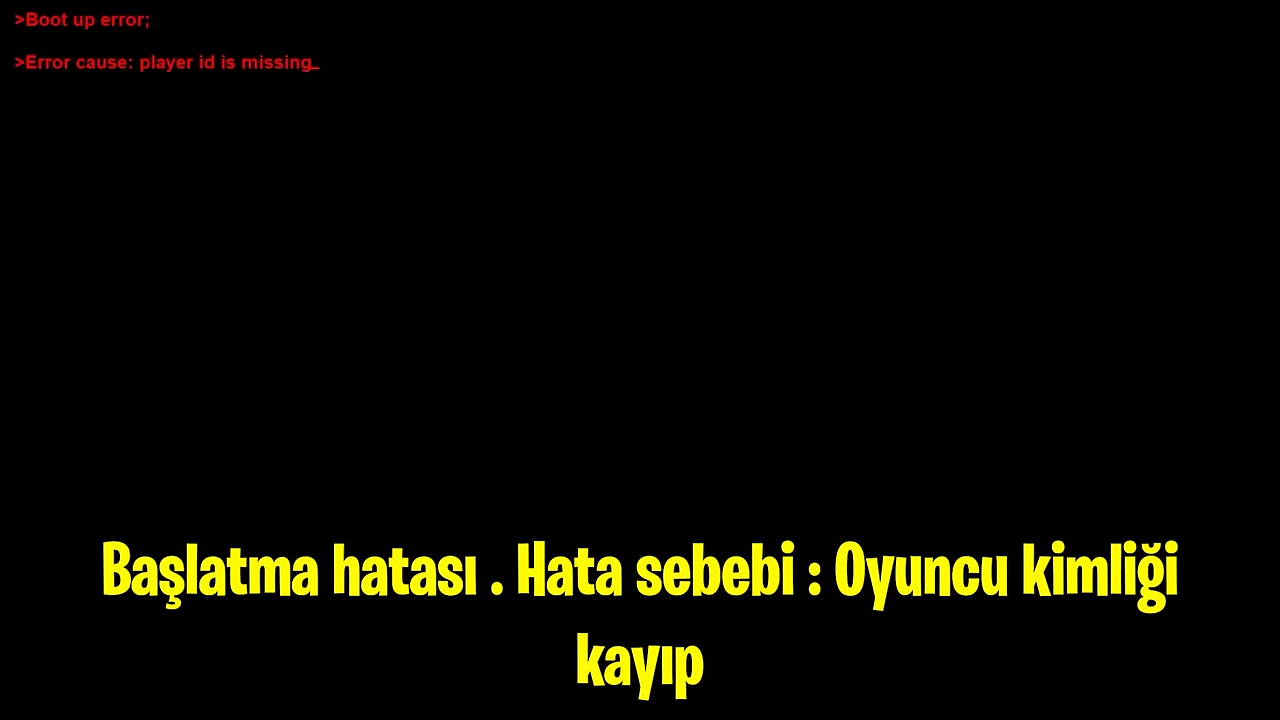 >Boot up error;
>Error cause: player id is missing_
Başlatma hatası . Hata sebebi : Oyuncu kimliği
kayıp